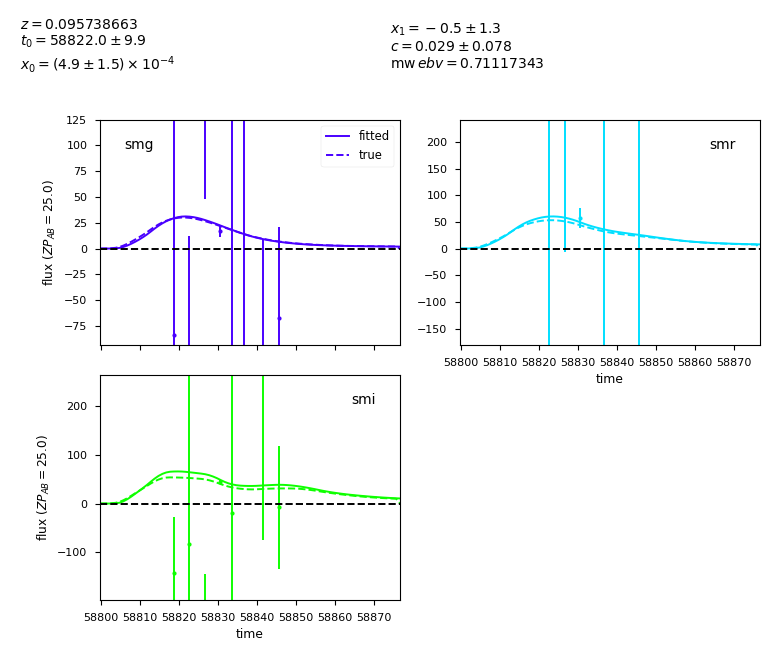 z = 0.095738663
t₀ = 58822.0 ± 9.9
x₀ = (4.9 ± 1.5) × 10⁻⁴
x₁ = −0.5 ± 1.3
c = 0.029 ± 0.078
mw ebv = 0.71117343
125
100
75
50
25
0
−25
−50
−75
flux (ZP_AB = 25.0)
smg
fitted
true
200
150
100
50
0
−50
−100
−150
smr
58800 58810 58820 58830 58840 58850 58860 58870
time
200
100
0
−100
flux (ZP_AB = 25.0)
smi
58800 58810 58820 58830 58840 58850 58860 58870
time